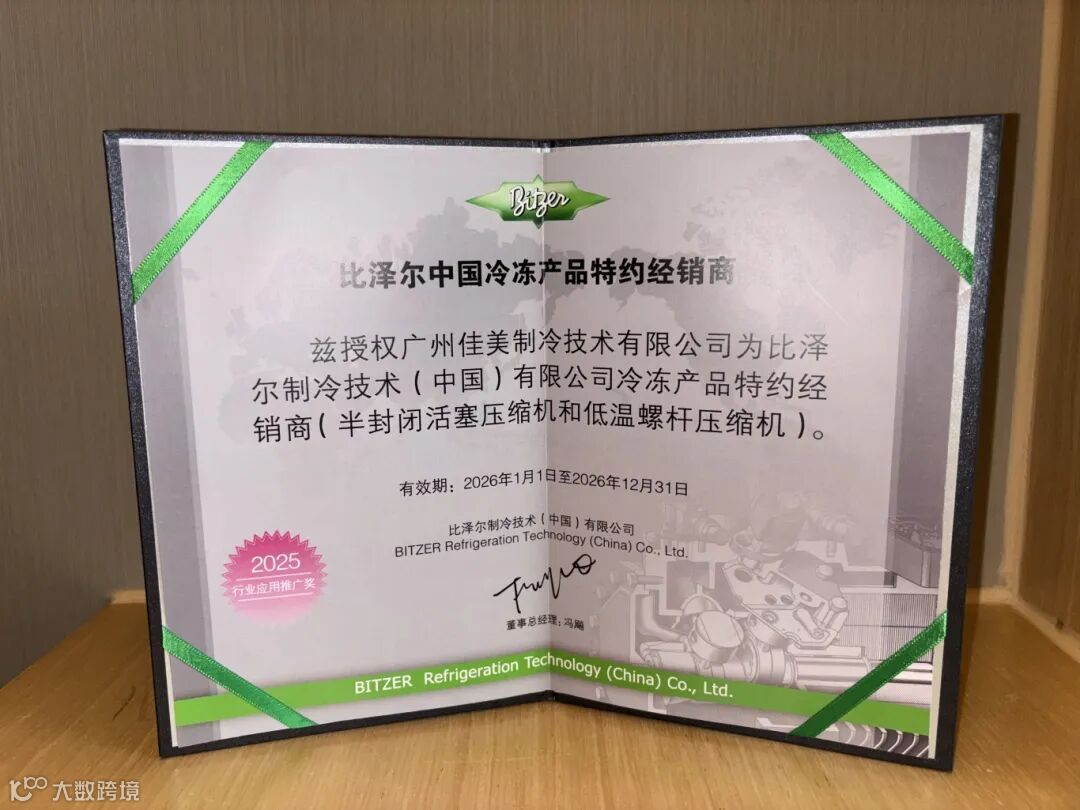 Bitzer
比泽尔中国冷冻产品特约经销商
兹授权广州佳美制冷技术有限公司为比泽
尔制冷技术(中国)有限公司冷冻产品特约经
销商(半封闭活塞压缩机和低温螺杆压缩机)。
有效期：2026年1月1日至2026年12月31日
比泽尔制冷技术(中国)有限公司
BITZER Refrigeration Technology (China) Co., Ltd.
2025
行业应用推广奖
董事总经理：冯飚
BITZER Refrigeration Technology (China) Co., Ltd.
大数跨境